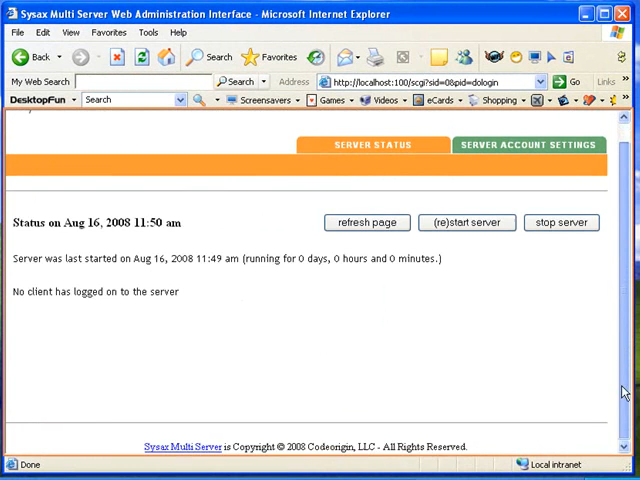 Sysax Multi Server Web Administration Interface - Microsoft Internet Explorer
File Edit View Favorites Tools Help
Back Search Favorites
My Web Search Search Address http://localhost:100/scgi?sid=0&pid=dologin Go Links
DesktopFun Search Screensavers Games Videos eCards Shopping
SERVER STATUS SERVER ACCOUNT SETTINGS
Status on Aug 16, 2008 11:50 am refresh page (re)start server stop server
Server was last started on Aug 16, 2008 11:49 am (running for 0 days, 0 hours and 0 minutes.)
No client has logged on to the server
Sysax Multi Server is Copyright © 2008 Codeorigin, LLC - All Rights Reserved.
Done Local intranet